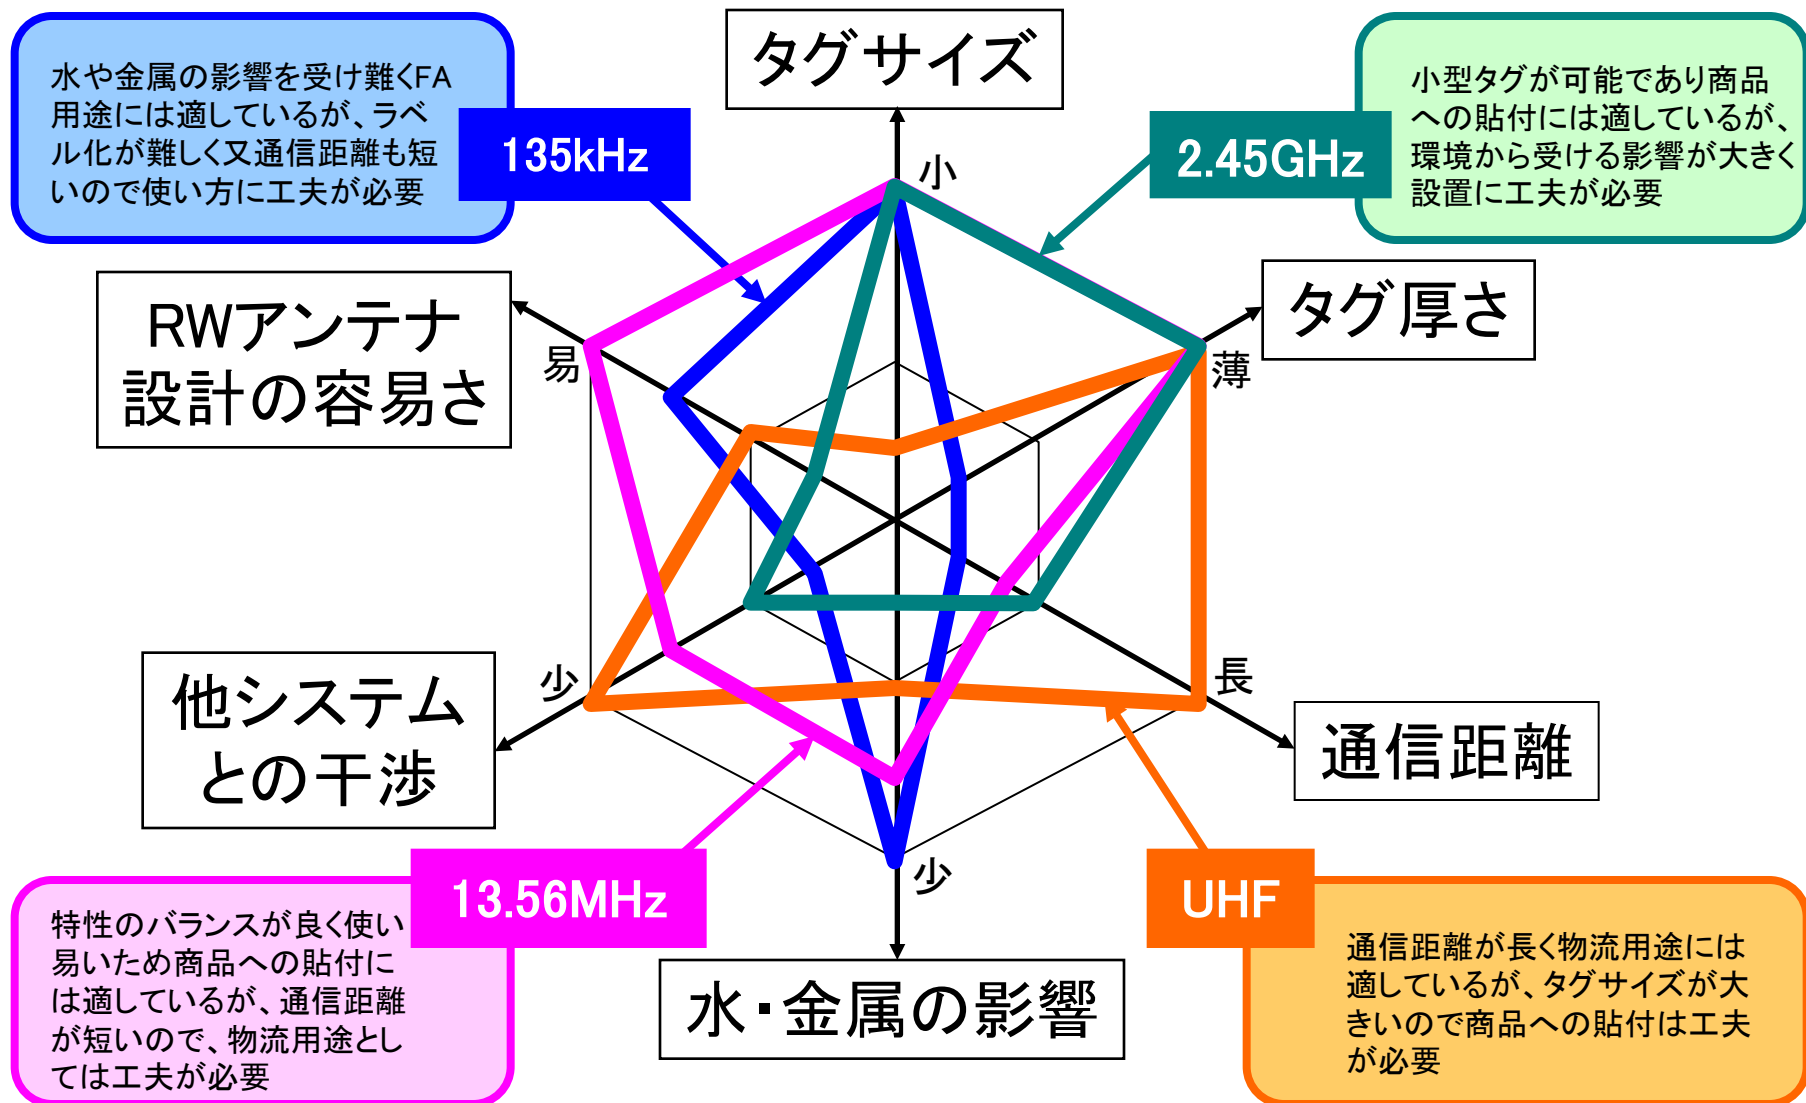 水や金属の影響を受け難くFA
用途には適しているが、ラベ
ル化が難しく又通信距離も短
いので使い方に工夫が必要
135kHz
タグサイズ
小
2.45GHz
小型タグが可能であり商品
への貼付には適しているが、
環境から受ける影響が大きく
設置に工夫が必要
RWアンテナ
設計の容易さ
易
タグ厚さ
薄
他システム
との干渉
少
長
通信距離
少
水・金属の影響
13.56MHz
特性のバランスが良く使い
易いため商品への貼付に
は適しているが、通信距離
が短いので、物流用途とし
ては工夫が必要
UHF
通信距離が長く物流用途には
適しているが、タグサイズが大
きいので商品への貼付は工夫
が必要